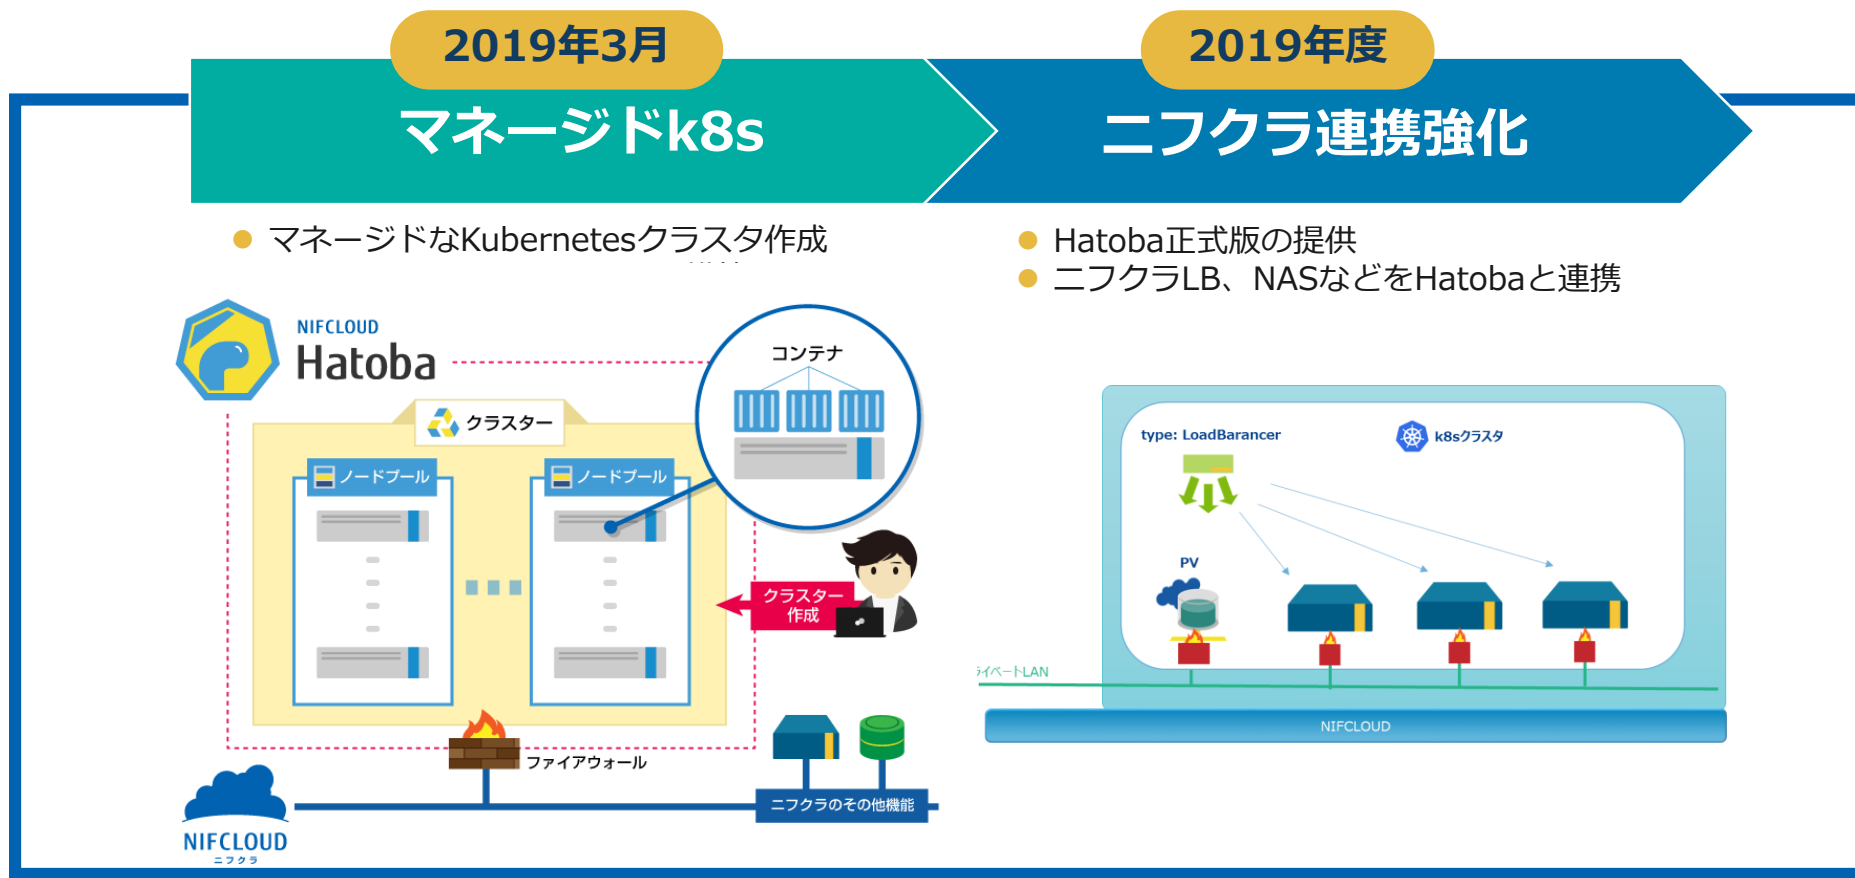 2019年3月
マネージドk8s
2019年度
ニフクラ連携強化
マネージドなKubernetesクラスタ作成
Hatoba正式版の提供
ニフクラLB、NASなどをHatobaと連携
NIFCLOUD
Hatoba
コンテナ
クラスター
ノードプール
ノードプール
クラスター
作成
ファイアウォール
ニフクラのその他機能
NIFCLOUD
ニフクラ
type: LoadBarancer
k8sクラスタ
PV
イベートLAN
NIFCLOUD